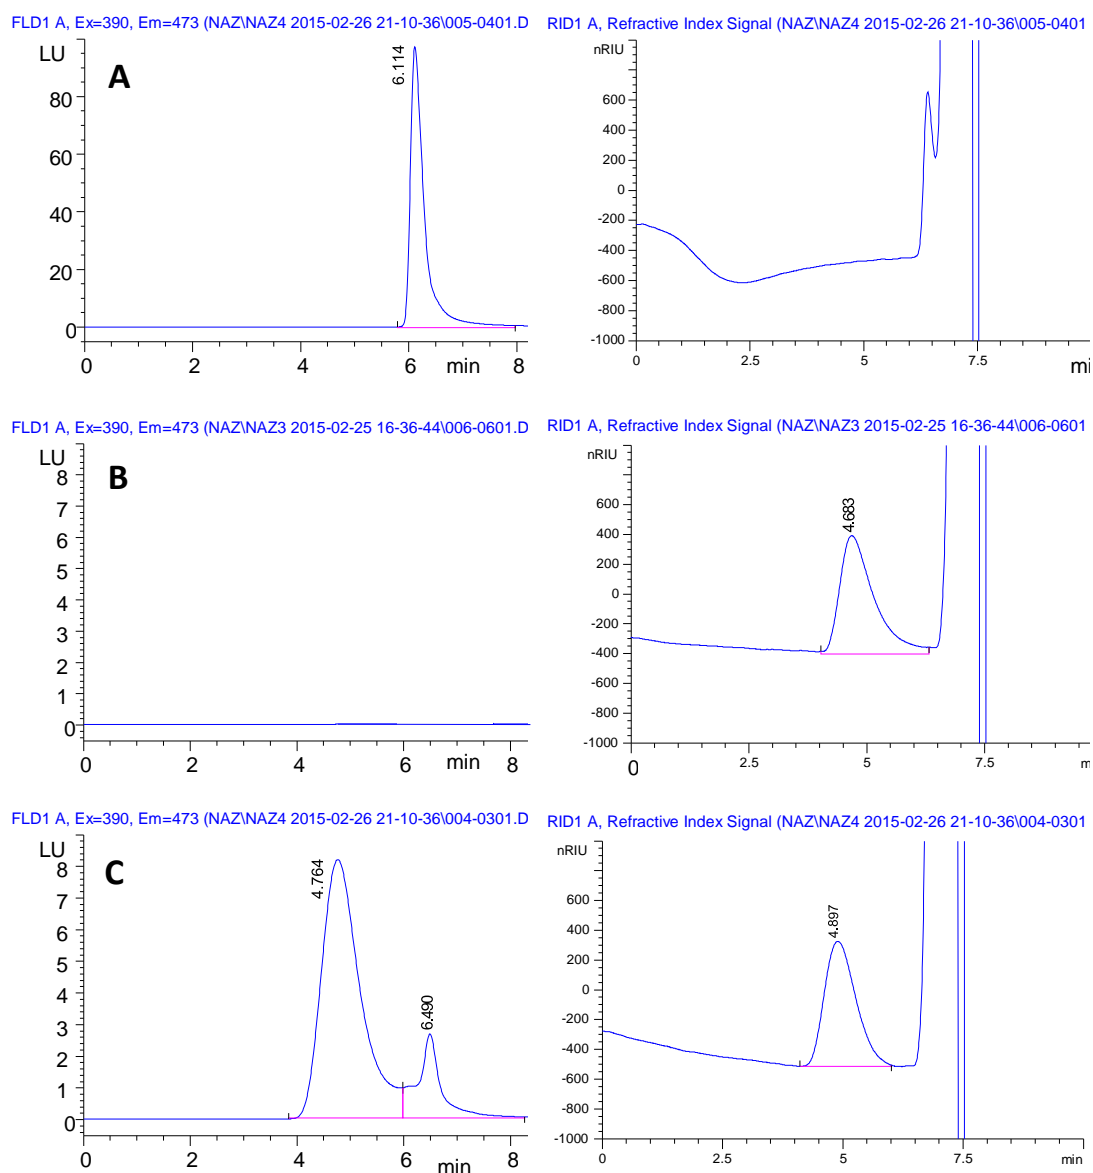 FLD1 A, Ex=390, Em=473 (NAZ\NAZ4 2015-02-26 21-10-36\005-0401.D
LU
A
6.114
80
60
40
20
0
0 2 4 6 min 8
RID1 A, Refractive Index Signal (NAZ\NAZ4 2015-02-26 21-10-36\005-0401
nRIU
600
400
200
0
-200
-400
-600
-800
-1000
0 2.5 5 7.5 mi
FLD1 A, Ex=390, Em=473 (NAZ\NAZ3 2015-02-25 16-36-44\006-0601.D
LU
B
8
7
6
5
4
3
2
1
0
0 2 4 6 min 8
RID1 A, Refractive Index Signal (NAZ\NAZ3 2015-02-25 16-36-44\006-0601
nRIU
4.683
600
400
200
0
-200
-400
-600
-800
-1000
0 2.5 5 7.5 m
FLD1 A, Ex=390, Em=473 (NAZ\NAZ4 2015-02-26 21-10-36\004-0301.D
LU
C
4.764
6.490
8
7
6
5
4
3
2
1
0
0 2 4 min 6 8
RID1 A, Refractive Index Signal (NAZ\NAZ4 2015-02-26 21-10-36\004-0301
nRIU
4.897
600
400
200
0
-200
-400
-600
-800
-1000
0 2.5 5 7.5 min